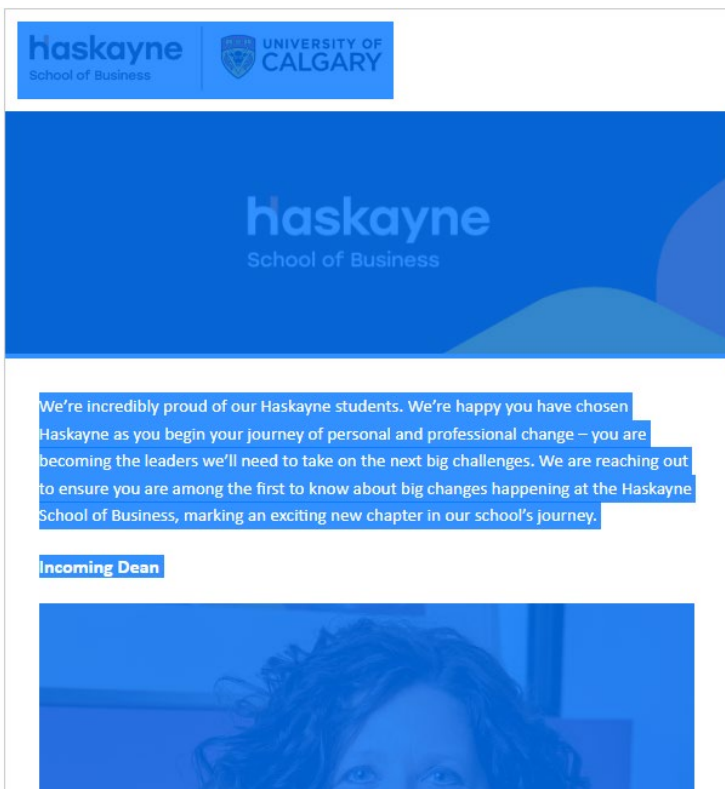 haskayne
School of Business
UNIVERSITY OF
CALGARY
haskayne
School of Business
We’re incredibly proud of our Haskayne students. We’re happy you have chosen
Haskayne as you begin your journey of personal and professional change – you are
becoming the leaders we’ll need to take on the next big challenges. We are reaching out
to ensure you are among the first to know about big changes happening at the Haskayne
School of Business, marking an exciting new chapter in our school’s journey.
Incoming Dean